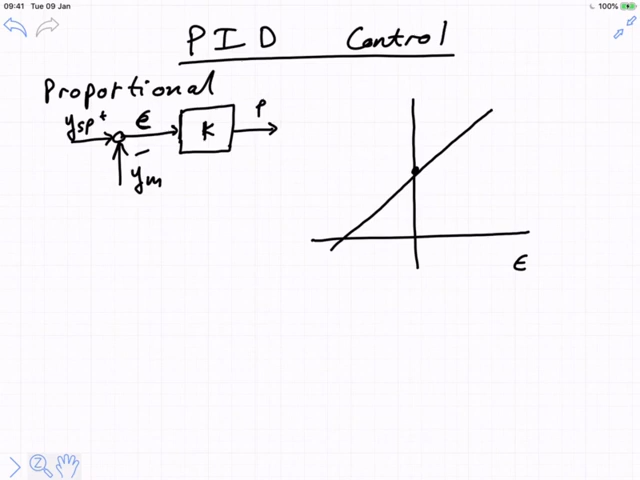 09:41 Tue 09 Jan
100%
PID Control
Proportional
ysp + ϵ K P
− ym
ϵ